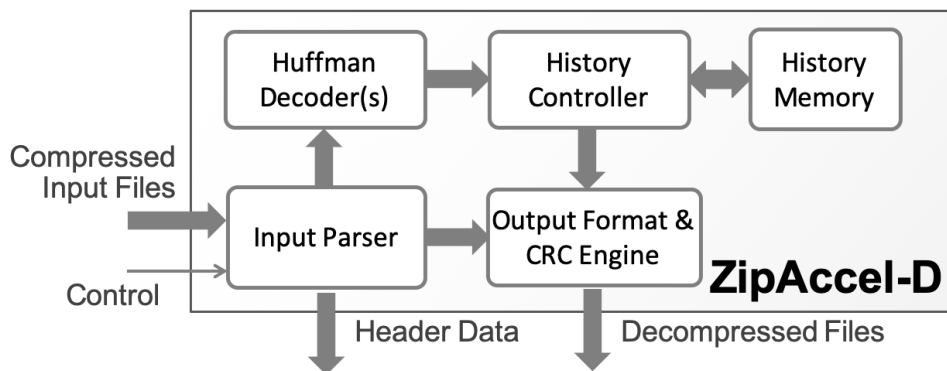 Huffman
Decoder(s)
History
Controller
History
Memory
Compressed
Input Files
Input Parser
Output Format &
CRC Engine
ZipAccel-D
Control
Header Data
Decompressed Files